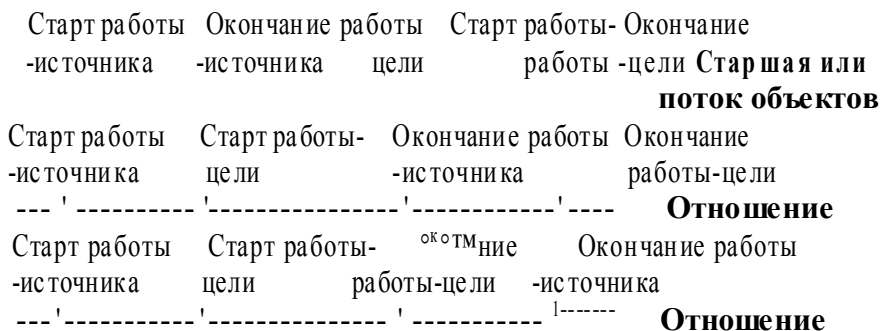 Старт работы Окончание работы Старт работы- Окончание
-источника -источника цели работы -цели Старшая или
поток объектов
Старт работы Старт работы- Окончание работы Окончание
-источника цели -источника работы-цели
--- ' ---------- '----------------'------------' ---- Отношение
Старт работы Старт работы- °к°тмние Окончание работы
-источника цели работы-цели -источника
---'-----------'--------------- ' ----------- 1------- Отношение